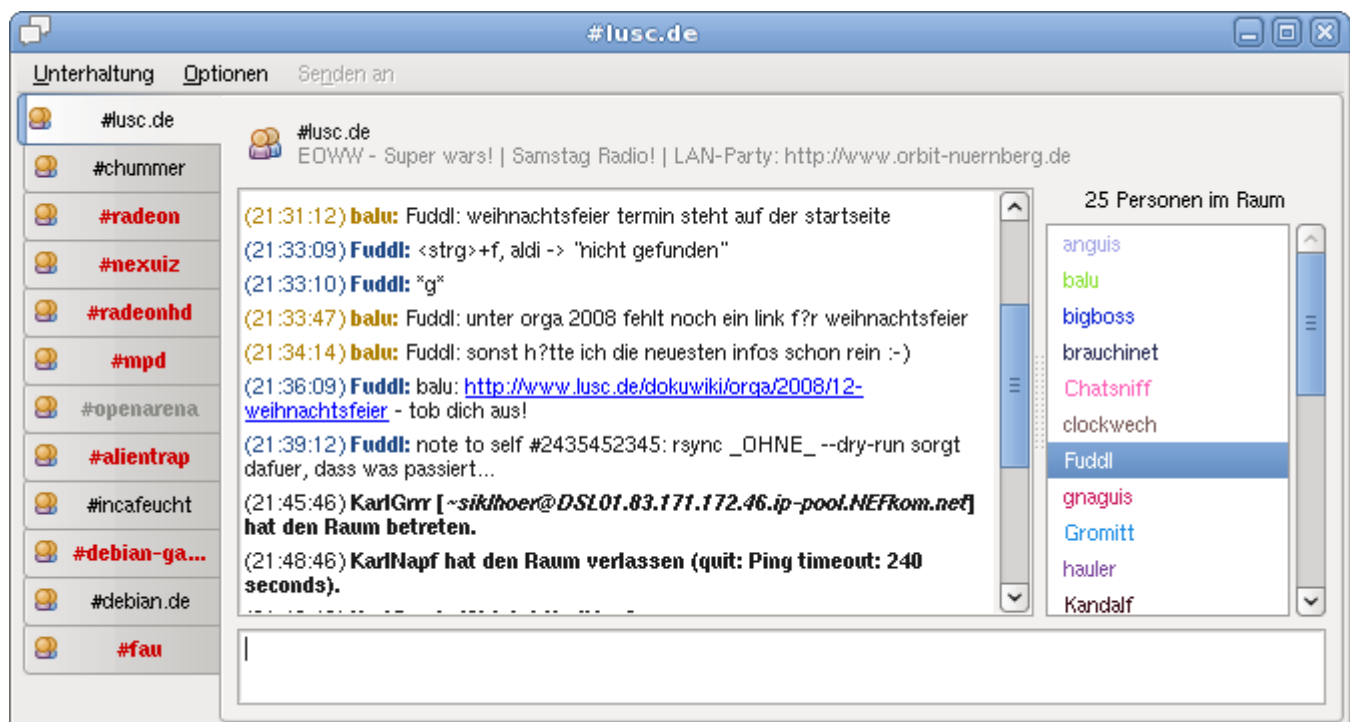 #lusc.de
Unterhaltung Optionen Senden an
#lusc.de
#chummer
#radeon
#nexuiz
#radeonhd
#mpd
#openarena
#alientrap
#incafeucht
#debian-ga...
#debian.de
#fau
#lusc.de
EOWW - Super wars! | Samstag Radio! | LAN-Party: http://www.orbit-nuernberg.de
(21:31:12) balu: Fuddl: weihnachtsfeier termin steht auf der startseite
(21:33:09) Fuddl: <strg>+f, aldi -> "nicht gefunden"
(21:33:10) Fuddl: *g*
(21:33:47) balu: Fuddl: unter orga 2008 fehlt noch ein link f?r weihnachtsfeier
(21:34:14) balu: Fuddl: sonst h?tte ich die neuesten infos schon rein :-)
(21:36:09) Fuddl: balu: http://www.lusc.de/dokuwiki/orga/2008/12-
weihnachtsfeier - tob dich aus!
(21:39:12) Fuddl: note to self #2435452345: rsync _OHNE_ --dry-run sorgt
dafuer, dass was passiert...
(21:45:46) KarlGrrr [~siklhoer@DSL01.83.171.172.46.ip-pool.NEFkom.net]
hat den Raum betreten.
(21:48:46) KarlNapf hat den Raum verlassen (quit: Ping timeout: 240
seconds).
25 Personen im Raum
anguis
balu
bigboss
brauchinet
Chatsniff
clockwech
Fuddl
gnaguis
Gromitt
hauler
Kandalf